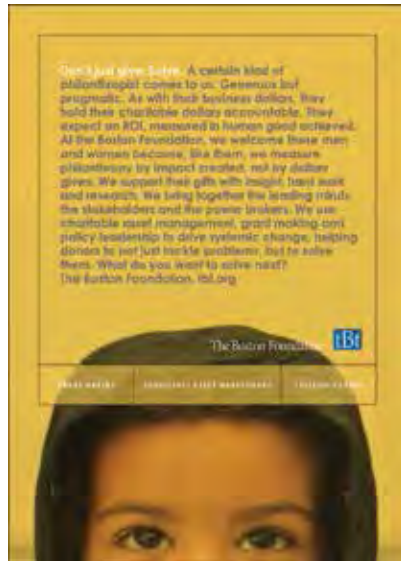 Don't just give. Solve. A certain kind of
philanthropist comes to us. Generous but
pragmatic. As with their business dollars, they
hold their charitable dollars accountable. They
expect an ROI, measured in human good achieved.
At the Boston Foundation, we welcome these men
and women because, like them, we measure
philanthropy by impact created, not by dollars
given. We support their gifts with insight, hard work
and research. We bring together the leading minds,
the stakeholders and the power brokers. We use
charitable asset management, grant making and
policy leadership to drive systemic change, helping
donors to not just tackle problems, but to solve
them. What do you want to solve next?
The Boston Foundation. tbf.org
The Boston Foundation tBf
GRANT MAKING CHARITABLE ASSET MANAGEMENT